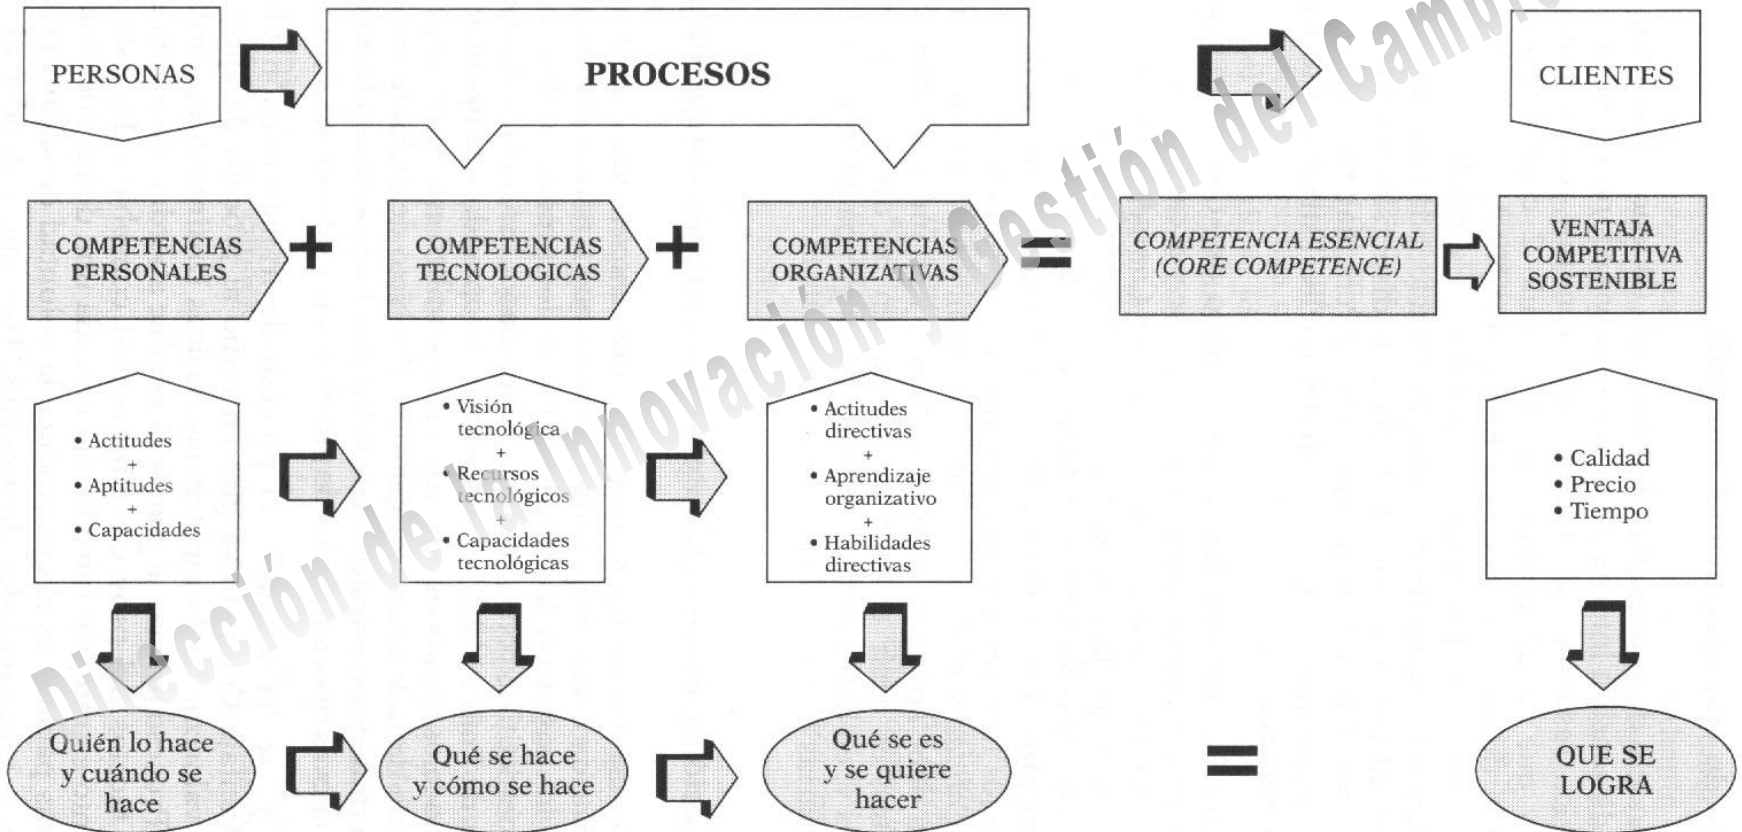 PERSONAS
PROCESOS
CLIENTES
COMPETENCIAS
PERSONALES
+
COMPETENCIAS
TECNOLOGICAS
+
COMPETENCIAS
ORGANIZATIVAS
=
COMPETENCIA ESENCIAL
(CORE COMPETENCE)
VENTAJA
COMPETITIVA
SOSTENIBLE
• Actitudes
+
• Aptitudes
+
• Capacidades
• Visión
tecnológica
+
• Recursos
tecnológicos
+
• Capacidades
tecnológicas
• Actitudes
directivas
+
• Aprendizaje
organizativo
+
• Habilidades
directivas
• Calidad
• Precio
• Tiempo
Quién lo hace
y cuándo se
hace
Qué se hace
y cómo se hace
Qué se es
y se quiere
hacer
=
QUE SE
LOGRA
Dirección de la Innovación y Gestión del Cambio